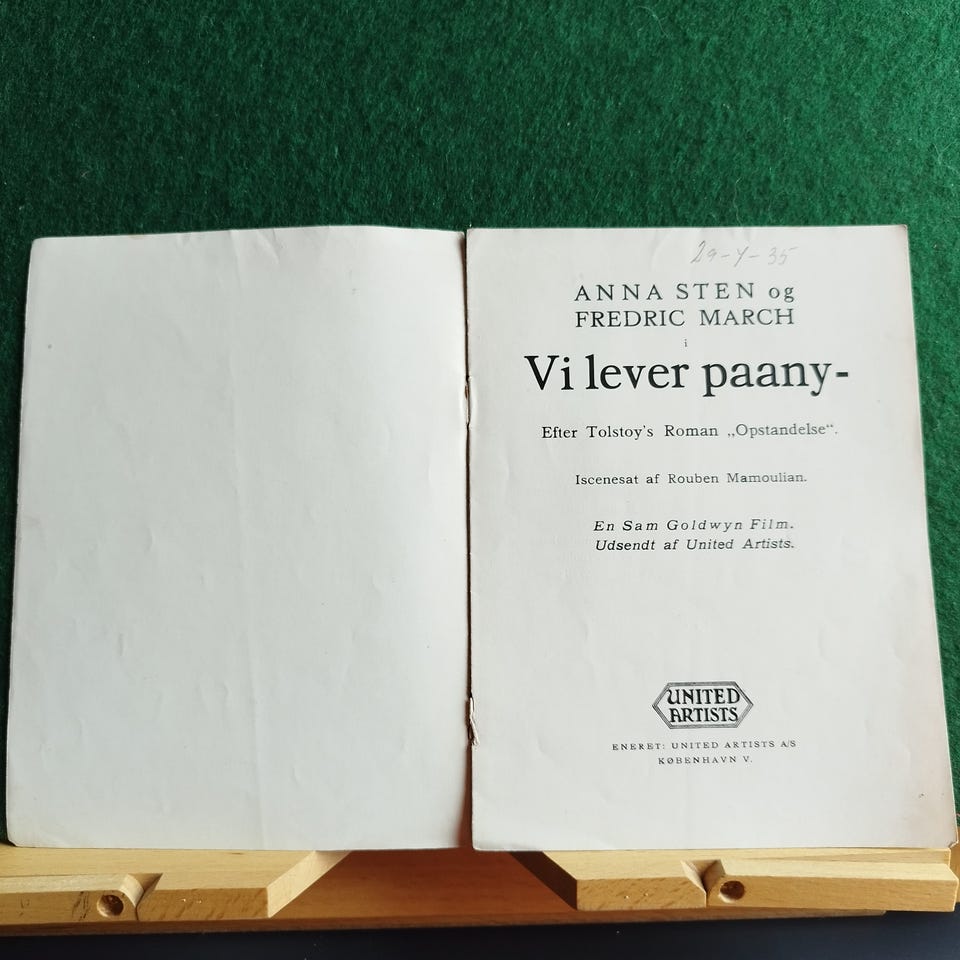 29-4-35
ANNA STEN og
FREDRIC MARCH
i
Vi lever paany-
Efter Tolstoy's Roman „Opstandelse“.
Iscenesat af Rouben Mamoulian.
En Sam Goldwyn Film.
Udsendt af United Artists.
UNITED
ARTISTS
ENERET: UNITED ARTISTS A/S
KØBENHAVN V.